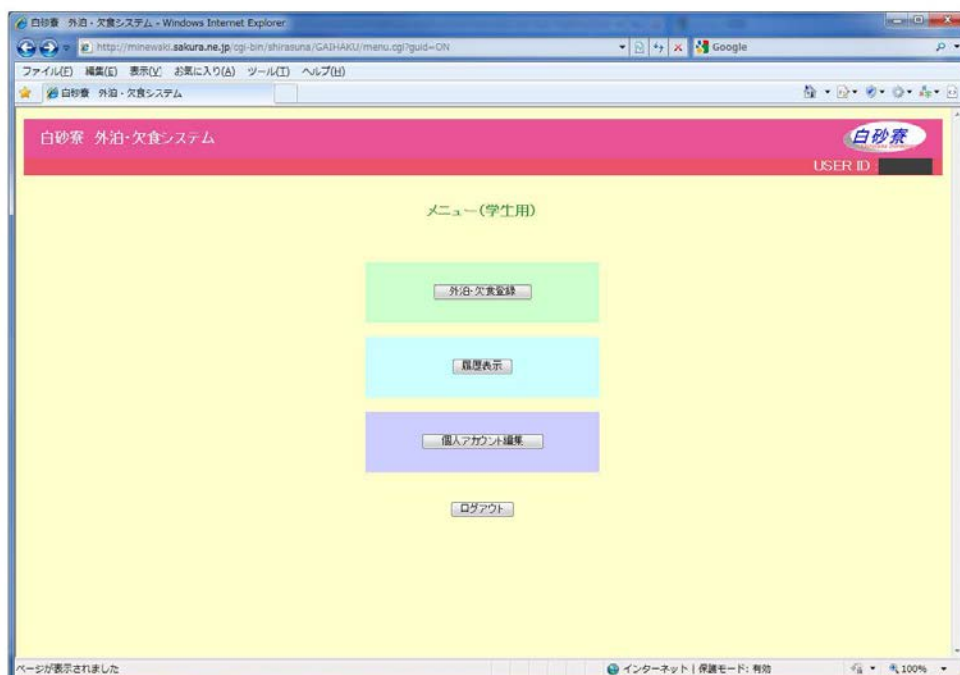 白砂寮 外泊・欠食システム - Windows Internet Explorer
http://minewaki.sakura.ne.jp/cgi-bin/shirasuna/GAIHAKU/menu.cgi?guid=ON
Google
ファイル(F) 編集(E) 表示(V) お気に入り(A) ツール(T) ヘルプ(H)
白砂寮 外泊・欠食システム
白砂寮 外泊・欠食システム
白砂寮
USER ID :
メニュー(学生用)
外泊・欠食登録
履歴表示
個人アカウント編集
ログアウト
ページが表示されました
インターネット | 保護モード: 有効
100%